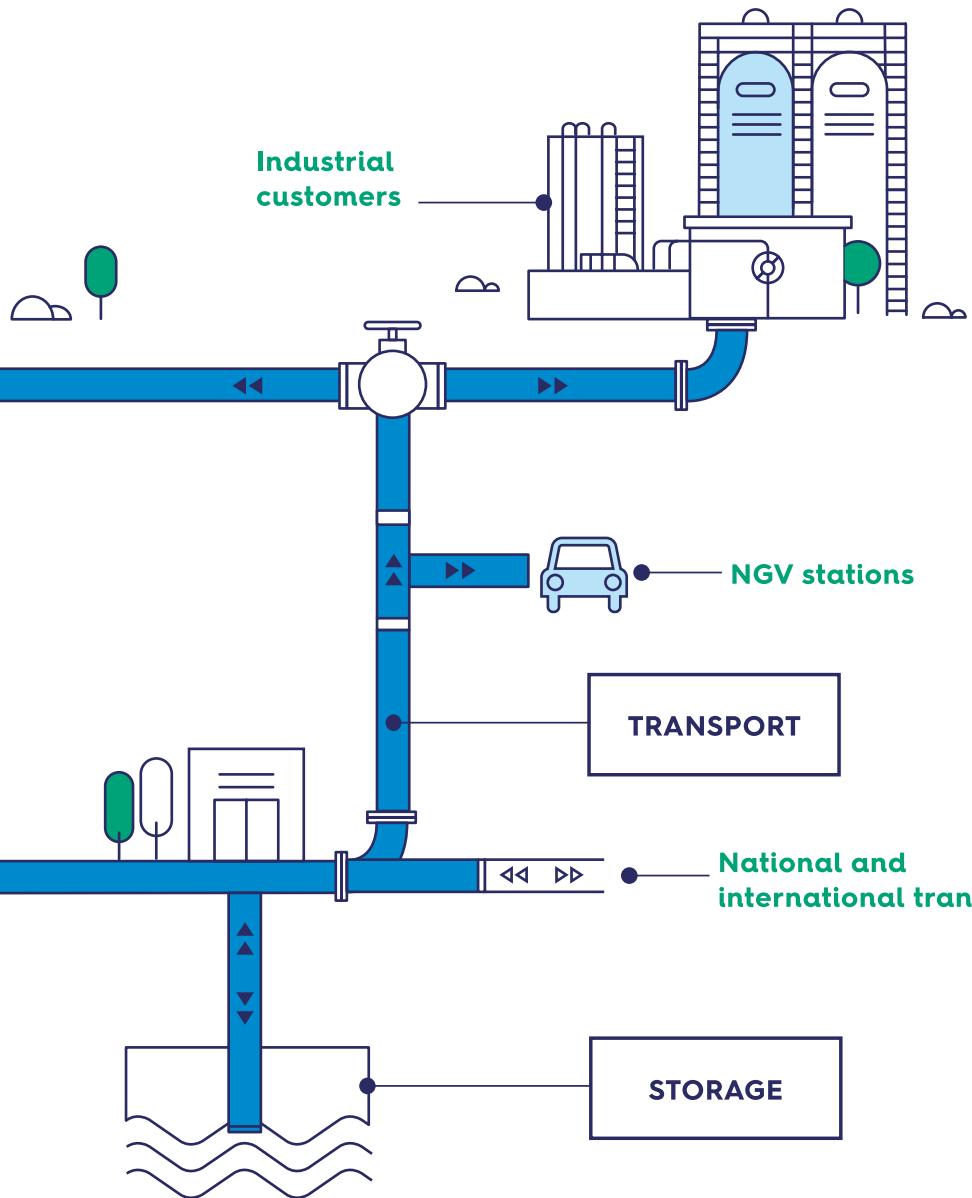 Industrial
customers
NGV stations
TRANSPORT
National and
international tran
STORAGE